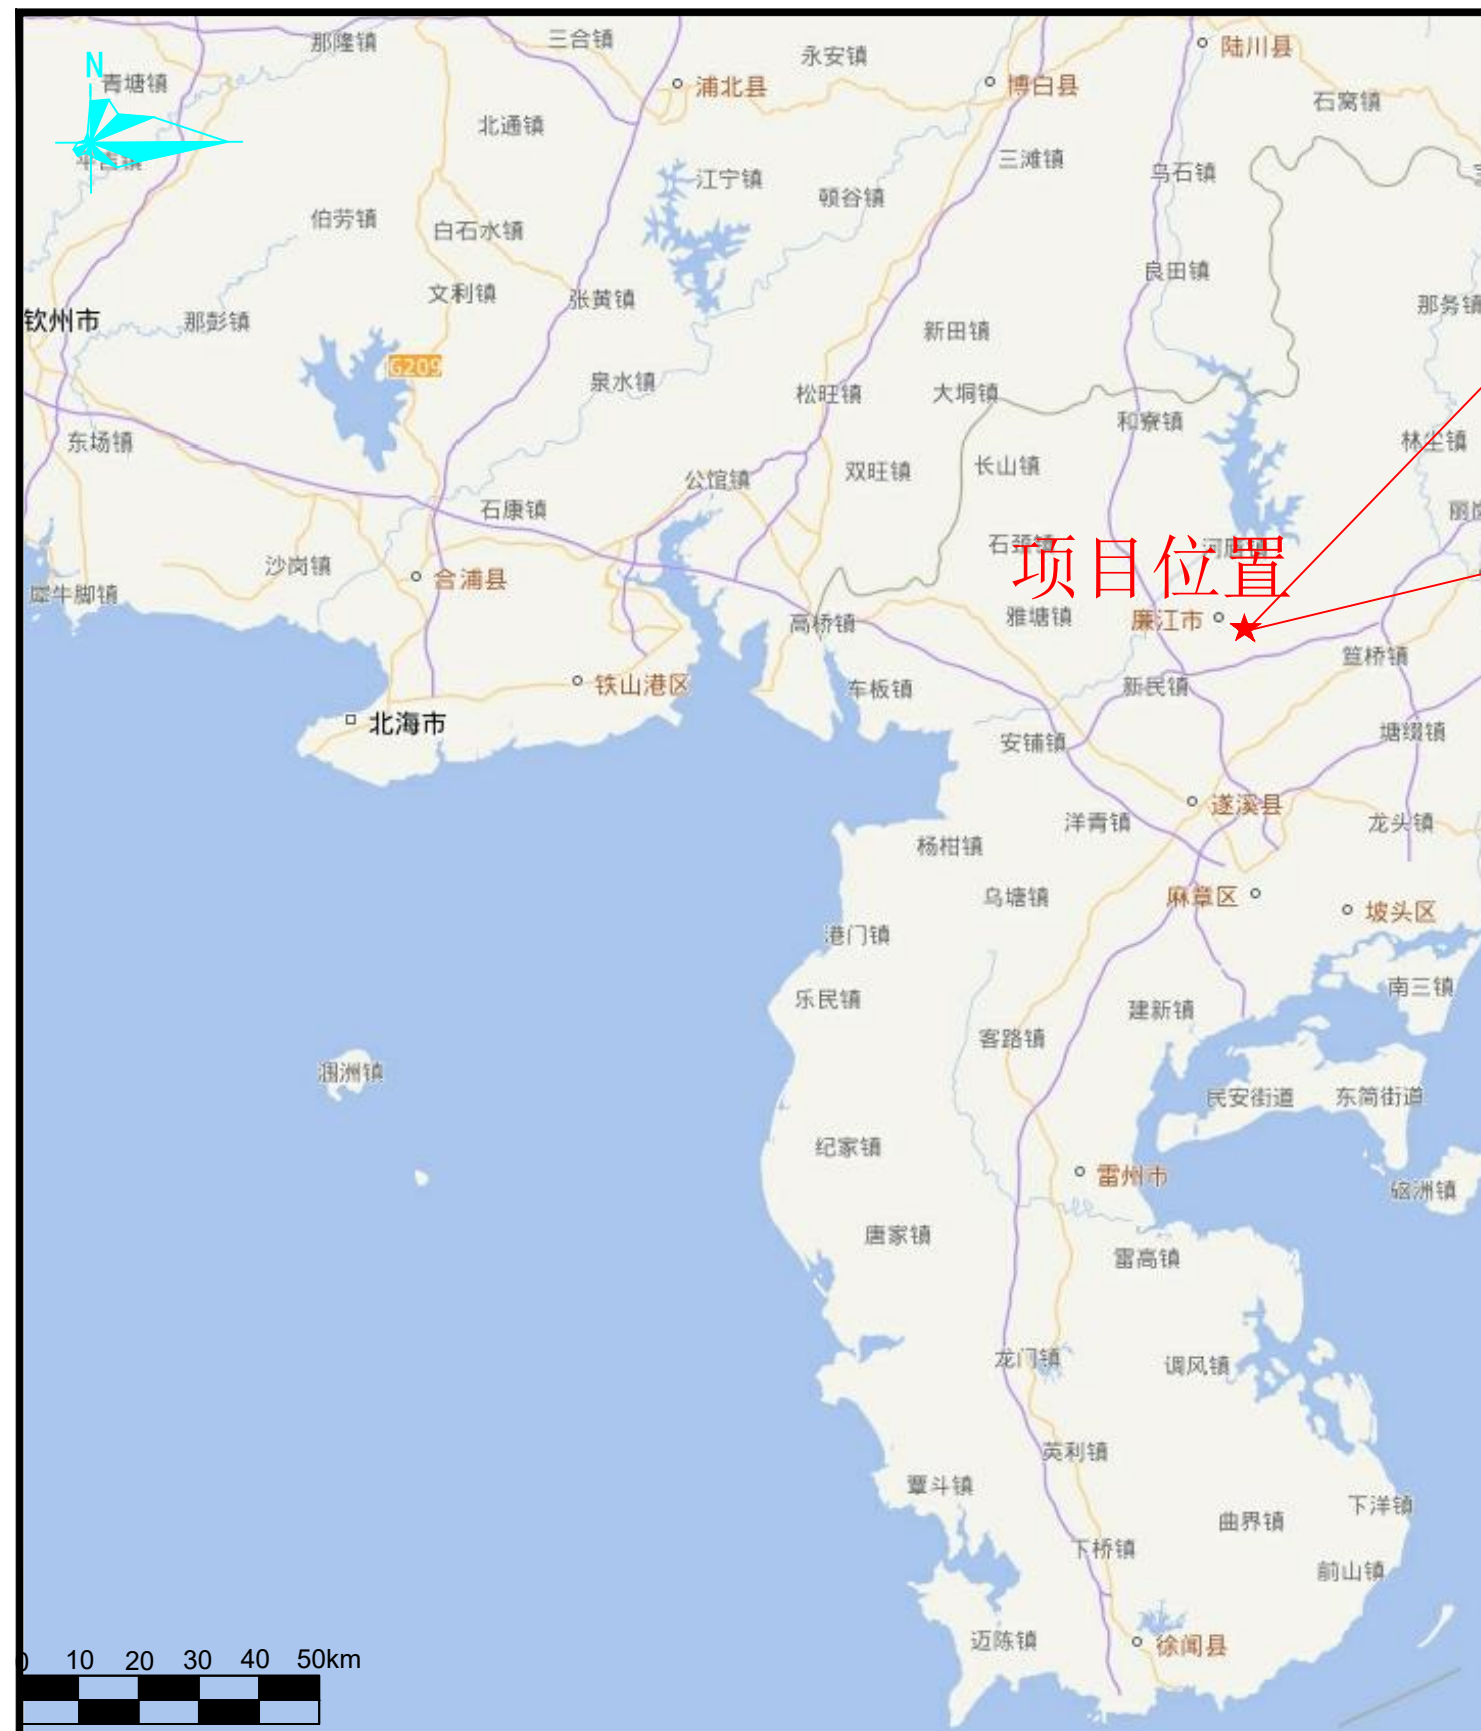 那隆镇
三合镇
永安镇
陆川县
N
青塘镇
浦北县
博白县
石窝镇
北通镇
平吉镇
三滩镇
乌石镇
江宁镇
顿谷镇
伯劳镇
白石水镇
良田镇
文利镇
张黄镇
那务镇
钦州市
那彭镇
新田镇
G209
泉水镇
松旺镇
大垌镇
和寮镇
东场镇
林尘镇
双旺镇
长山镇
公馆镇
石康镇
石颈镇
项目位置
沙岗镇
合浦县
犀牛脚镇
高桥镇
雅塘镇
廉江市
笪桥镇
铁山港区
车板镇
新民镇
北海市
安铺镇
塘缀镇
遂溪县
洋青镇
龙头镇
杨柑镇
乌塘镇
麻章区
坡头区
港门镇
南三镇
乐民镇
建新镇
客路镇
涠洲镇
民安街道
东简街道
纪家镇
雷州市
硇洲镇
唐家镇
雷高镇
龙门镇
调风镇
英利镇
覃斗镇
下洋镇
曲界镇
下桥镇
前山镇
迈陈镇
徐闻县
0 10 20 30 40 50km